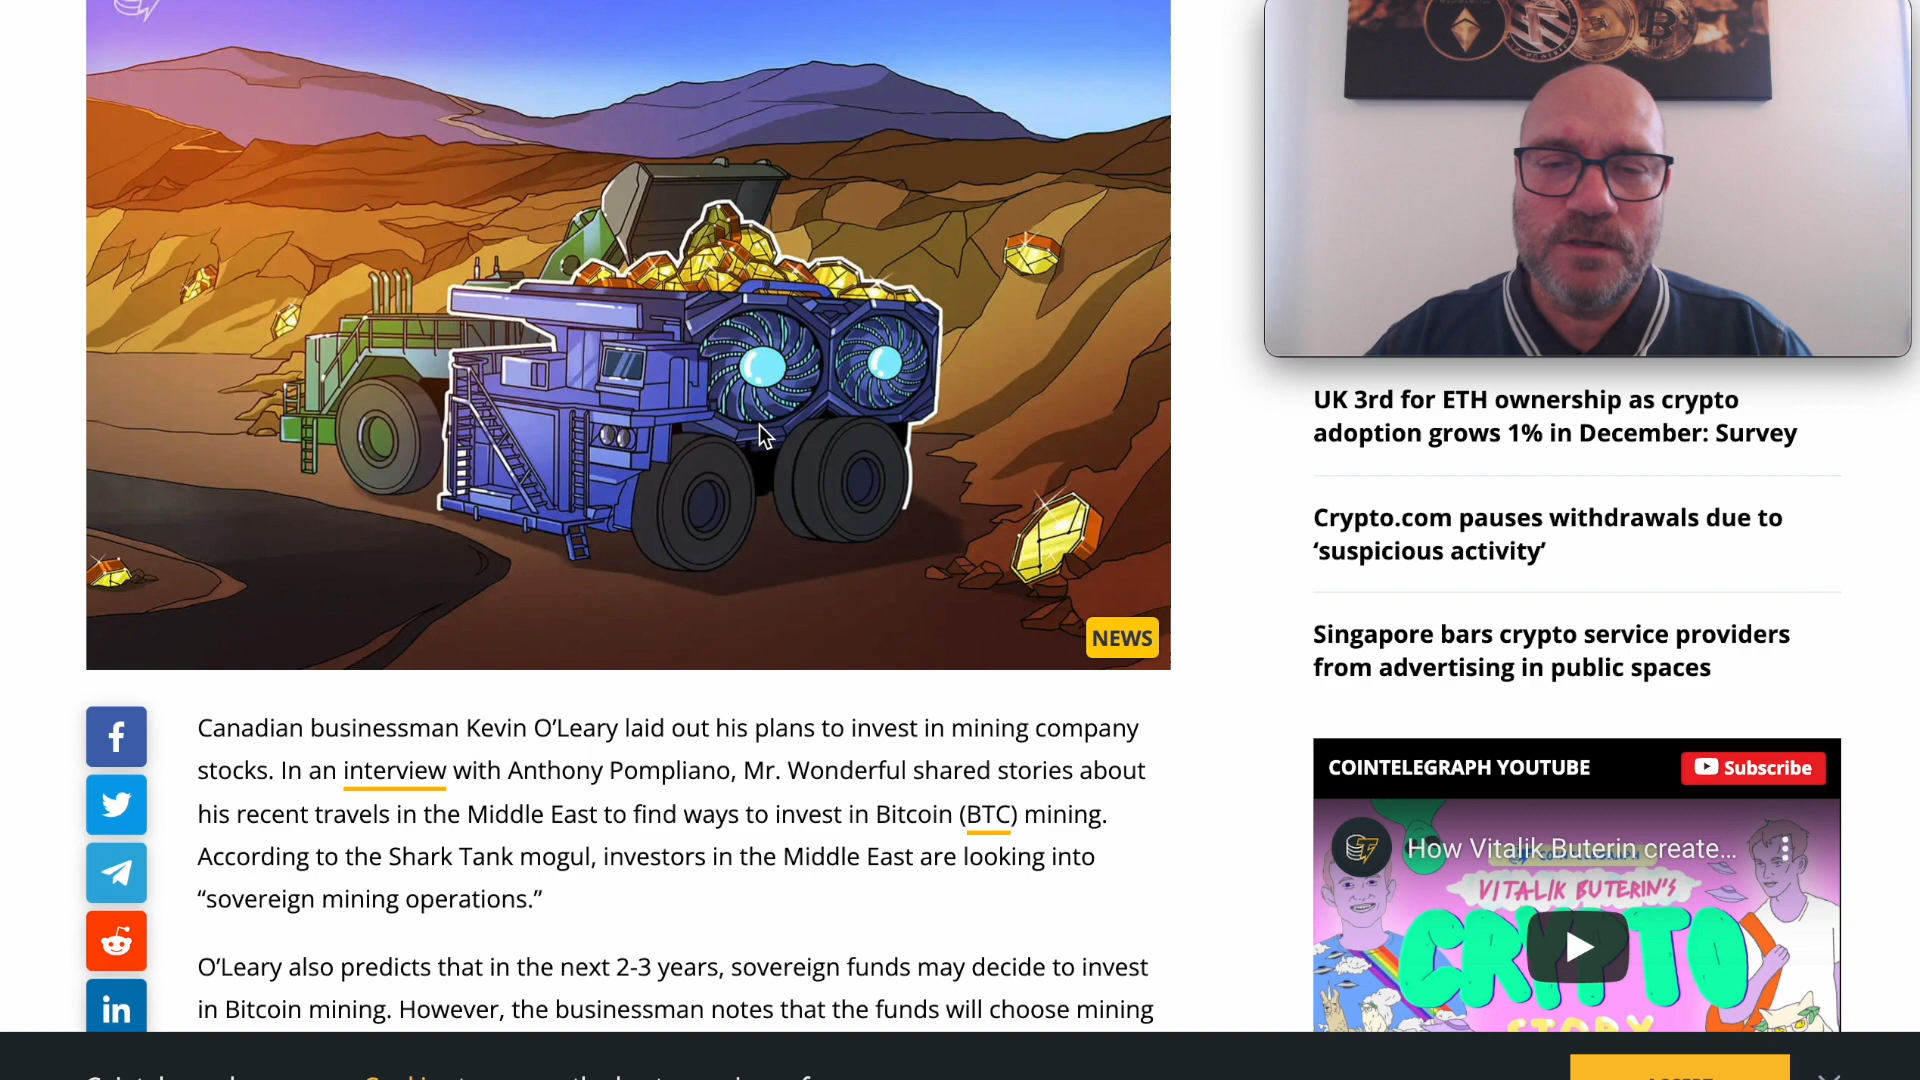 NEWS
Canadian businessman Kevin O’Leary laid out his plans to invest in mining company
stocks. In an interview with Anthony Pompliano, Mr. Wonderful shared stories about
his recent travels in the Middle East to find ways to invest in Bitcoin (BTC) mining.
According to the Shark Tank mogul, investors in the Middle East are looking into
“sovereign mining operations.”
O’Leary also predicts that in the next 2-3 years, sovereign funds may decide to invest
in Bitcoin mining. However, the businessman notes that the funds will choose mining
UK 3rd for ETH ownership as crypto
adoption grows 1% in December: Survey
Crypto.com pauses withdrawals due to
‘suspicious activity’
Singapore bars crypto service providers
from advertising in public spaces
COINTELEGRAPH YOUTUBE
Subscribe
How Vitalik Buterin create...
VITALIK BUTERIN'S
CRYPTO
STORY